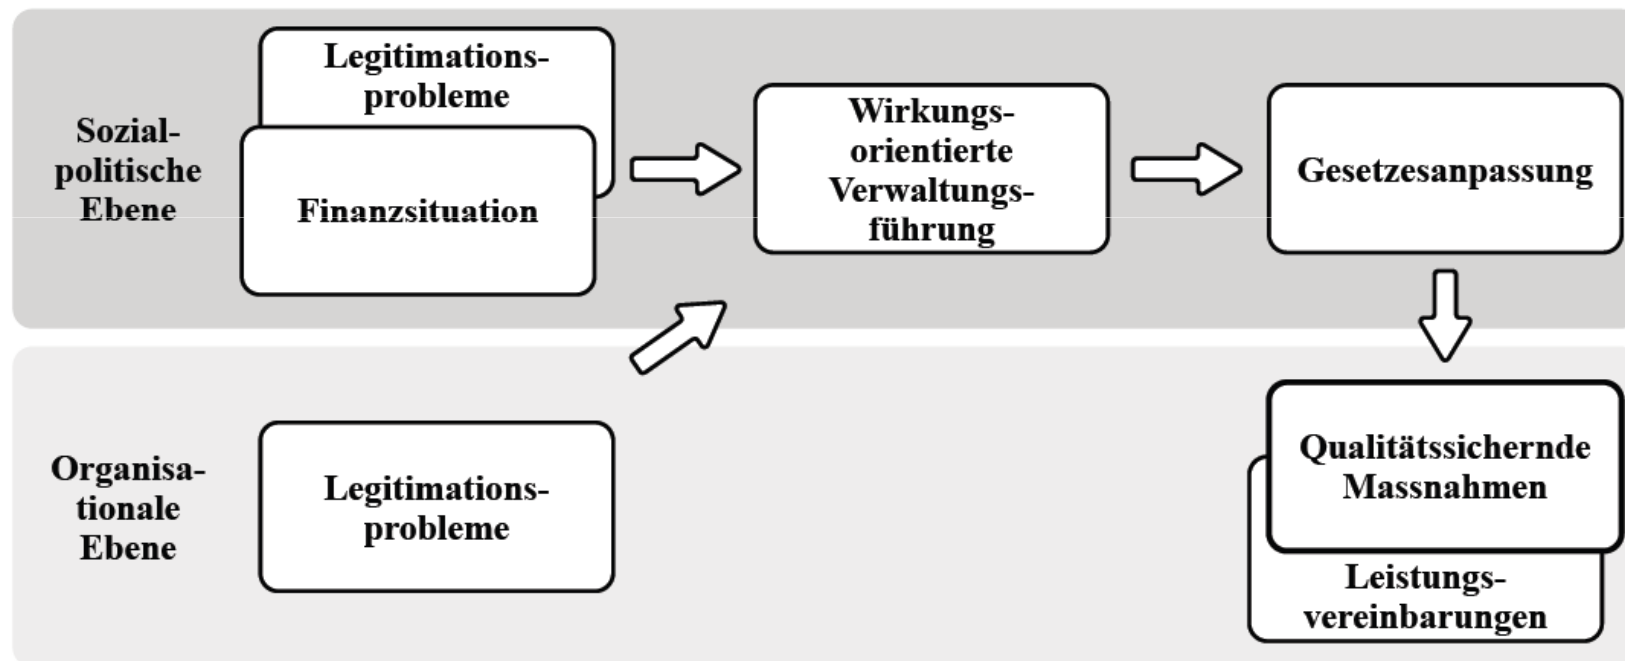 Sozial-
politische
Ebene
Legitimations-
probleme
Finanzsituation
Wirkungs-
orientierte
Verwaltungs-
führung
Gesetzesanpassung
Organisa-
tionale
Ebene
Legitimations-
probleme
Qualitätssichernde
Massnahmen
Leistungs-
vereinbarungen